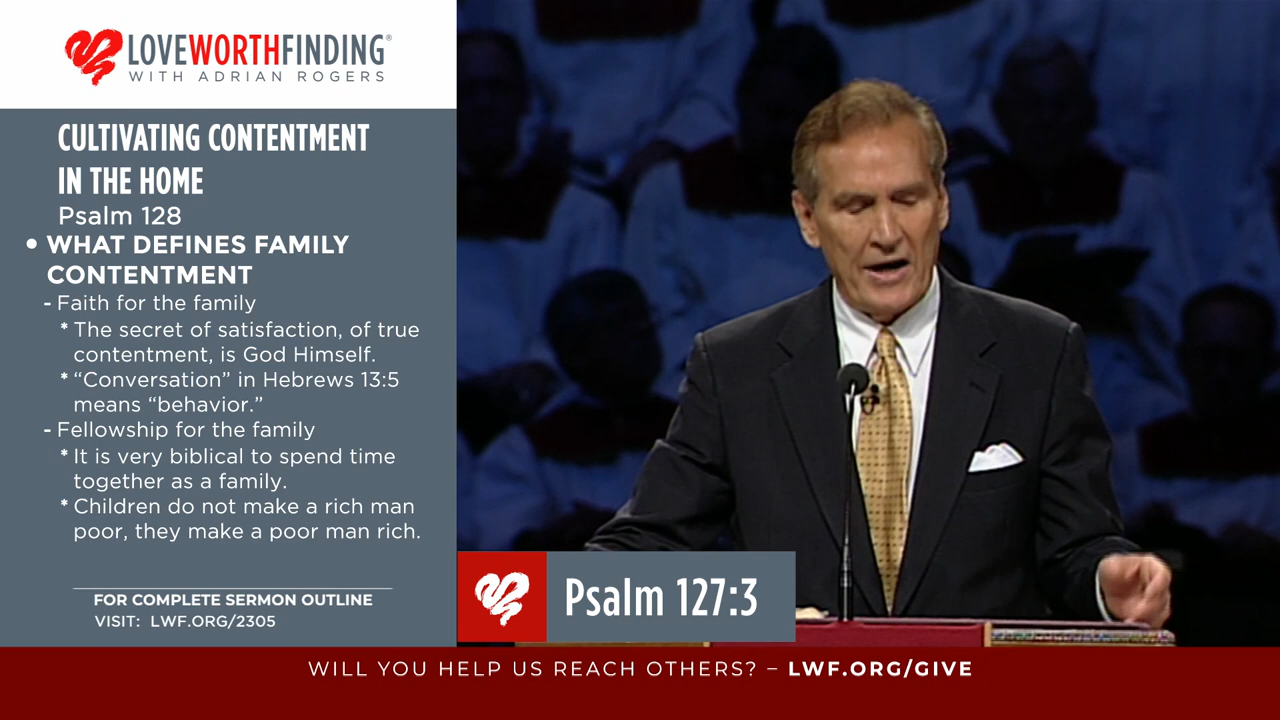 LOVEWORTHFINDING®
WITH ADRIAN ROGERS
CULTIVATING CONTENTMENT
IN THE HOME
Psalm 128
• WHAT DEFINES FAMILY
CONTENTMENT
- Faith for the family
* The secret of satisfaction, of true
contentment, is God Himself.
* “Conversation” in Hebrews 13:5
means “behavior.”
- Fellowship for the family
* It is very biblical to spend time
together as a family.
* Children do not make a rich man
poor, they make a poor man rich.
FOR COMPLETE SERMON OUTLINE
VISIT: LWF.ORG/2305
Psalm 127:3
WILL YOU HELP US REACH OTHERS? – LWF.ORG/GIVE